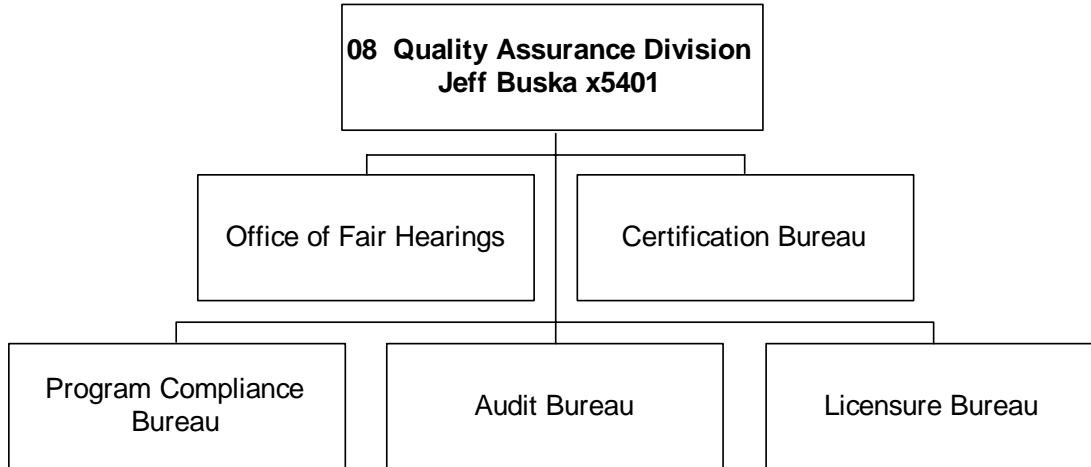 08 Quality Assurance Division
Jeff Buska x5401
Office of Fair Hearings
Certification Bureau
Program Compliance
Bureau
Audit Bureau
Licensure Bureau